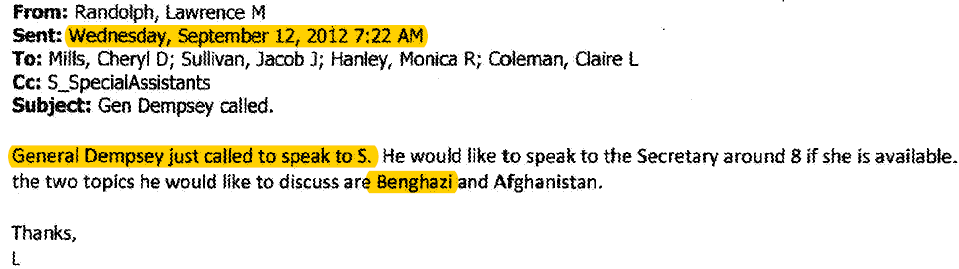 From: Randolph, Lawrence M
Sent: Wednesday, September 12, 2012 7:22 AM
To: Mills, Cheryl D; Sullivan, Jacob J; Hanley, Monica R; Coleman, Claire L
Cc: S_SpecialAssistants
Subject: Gen Dempsey called.
General Dempsey just called to speak to S. He would like to speak to the Secretary around 8 if she is available.
the two topics he would like to discuss are Benghazi and Afghanistan.
Thanks,
L